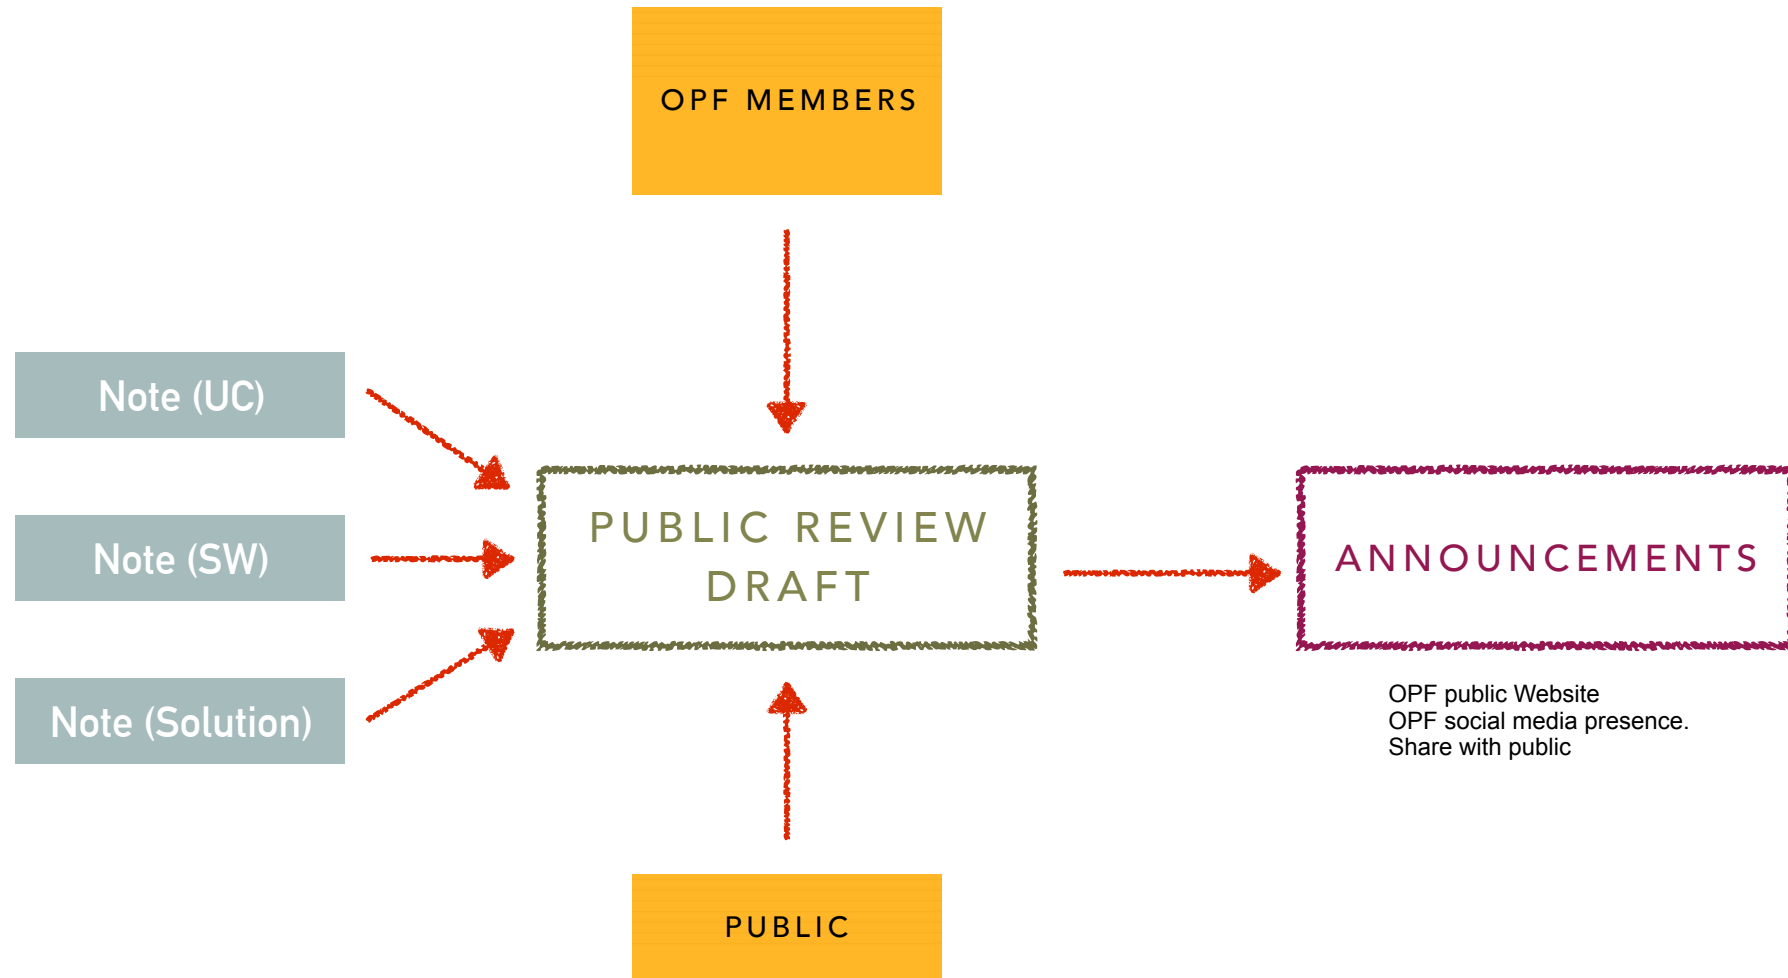 OPF MEMBERS
Note (UC)
Note (SW)
Note (Solution)
PUBLIC REVIEW
DRAFT
ANNOUNCEMENTS
OPF public Website
OPF social media presence.
Share with public
PUBLIC